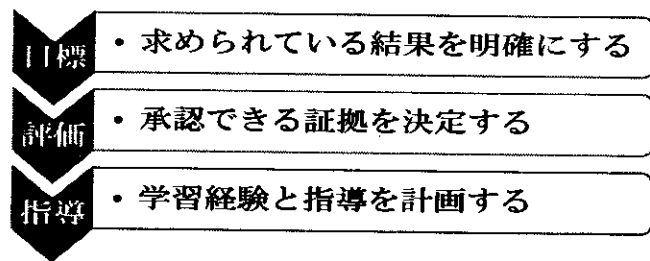 目標
・求められている結果を明確にする
評価
・承認できる証拠を決定する
指導
・学習経験と指導を計画する